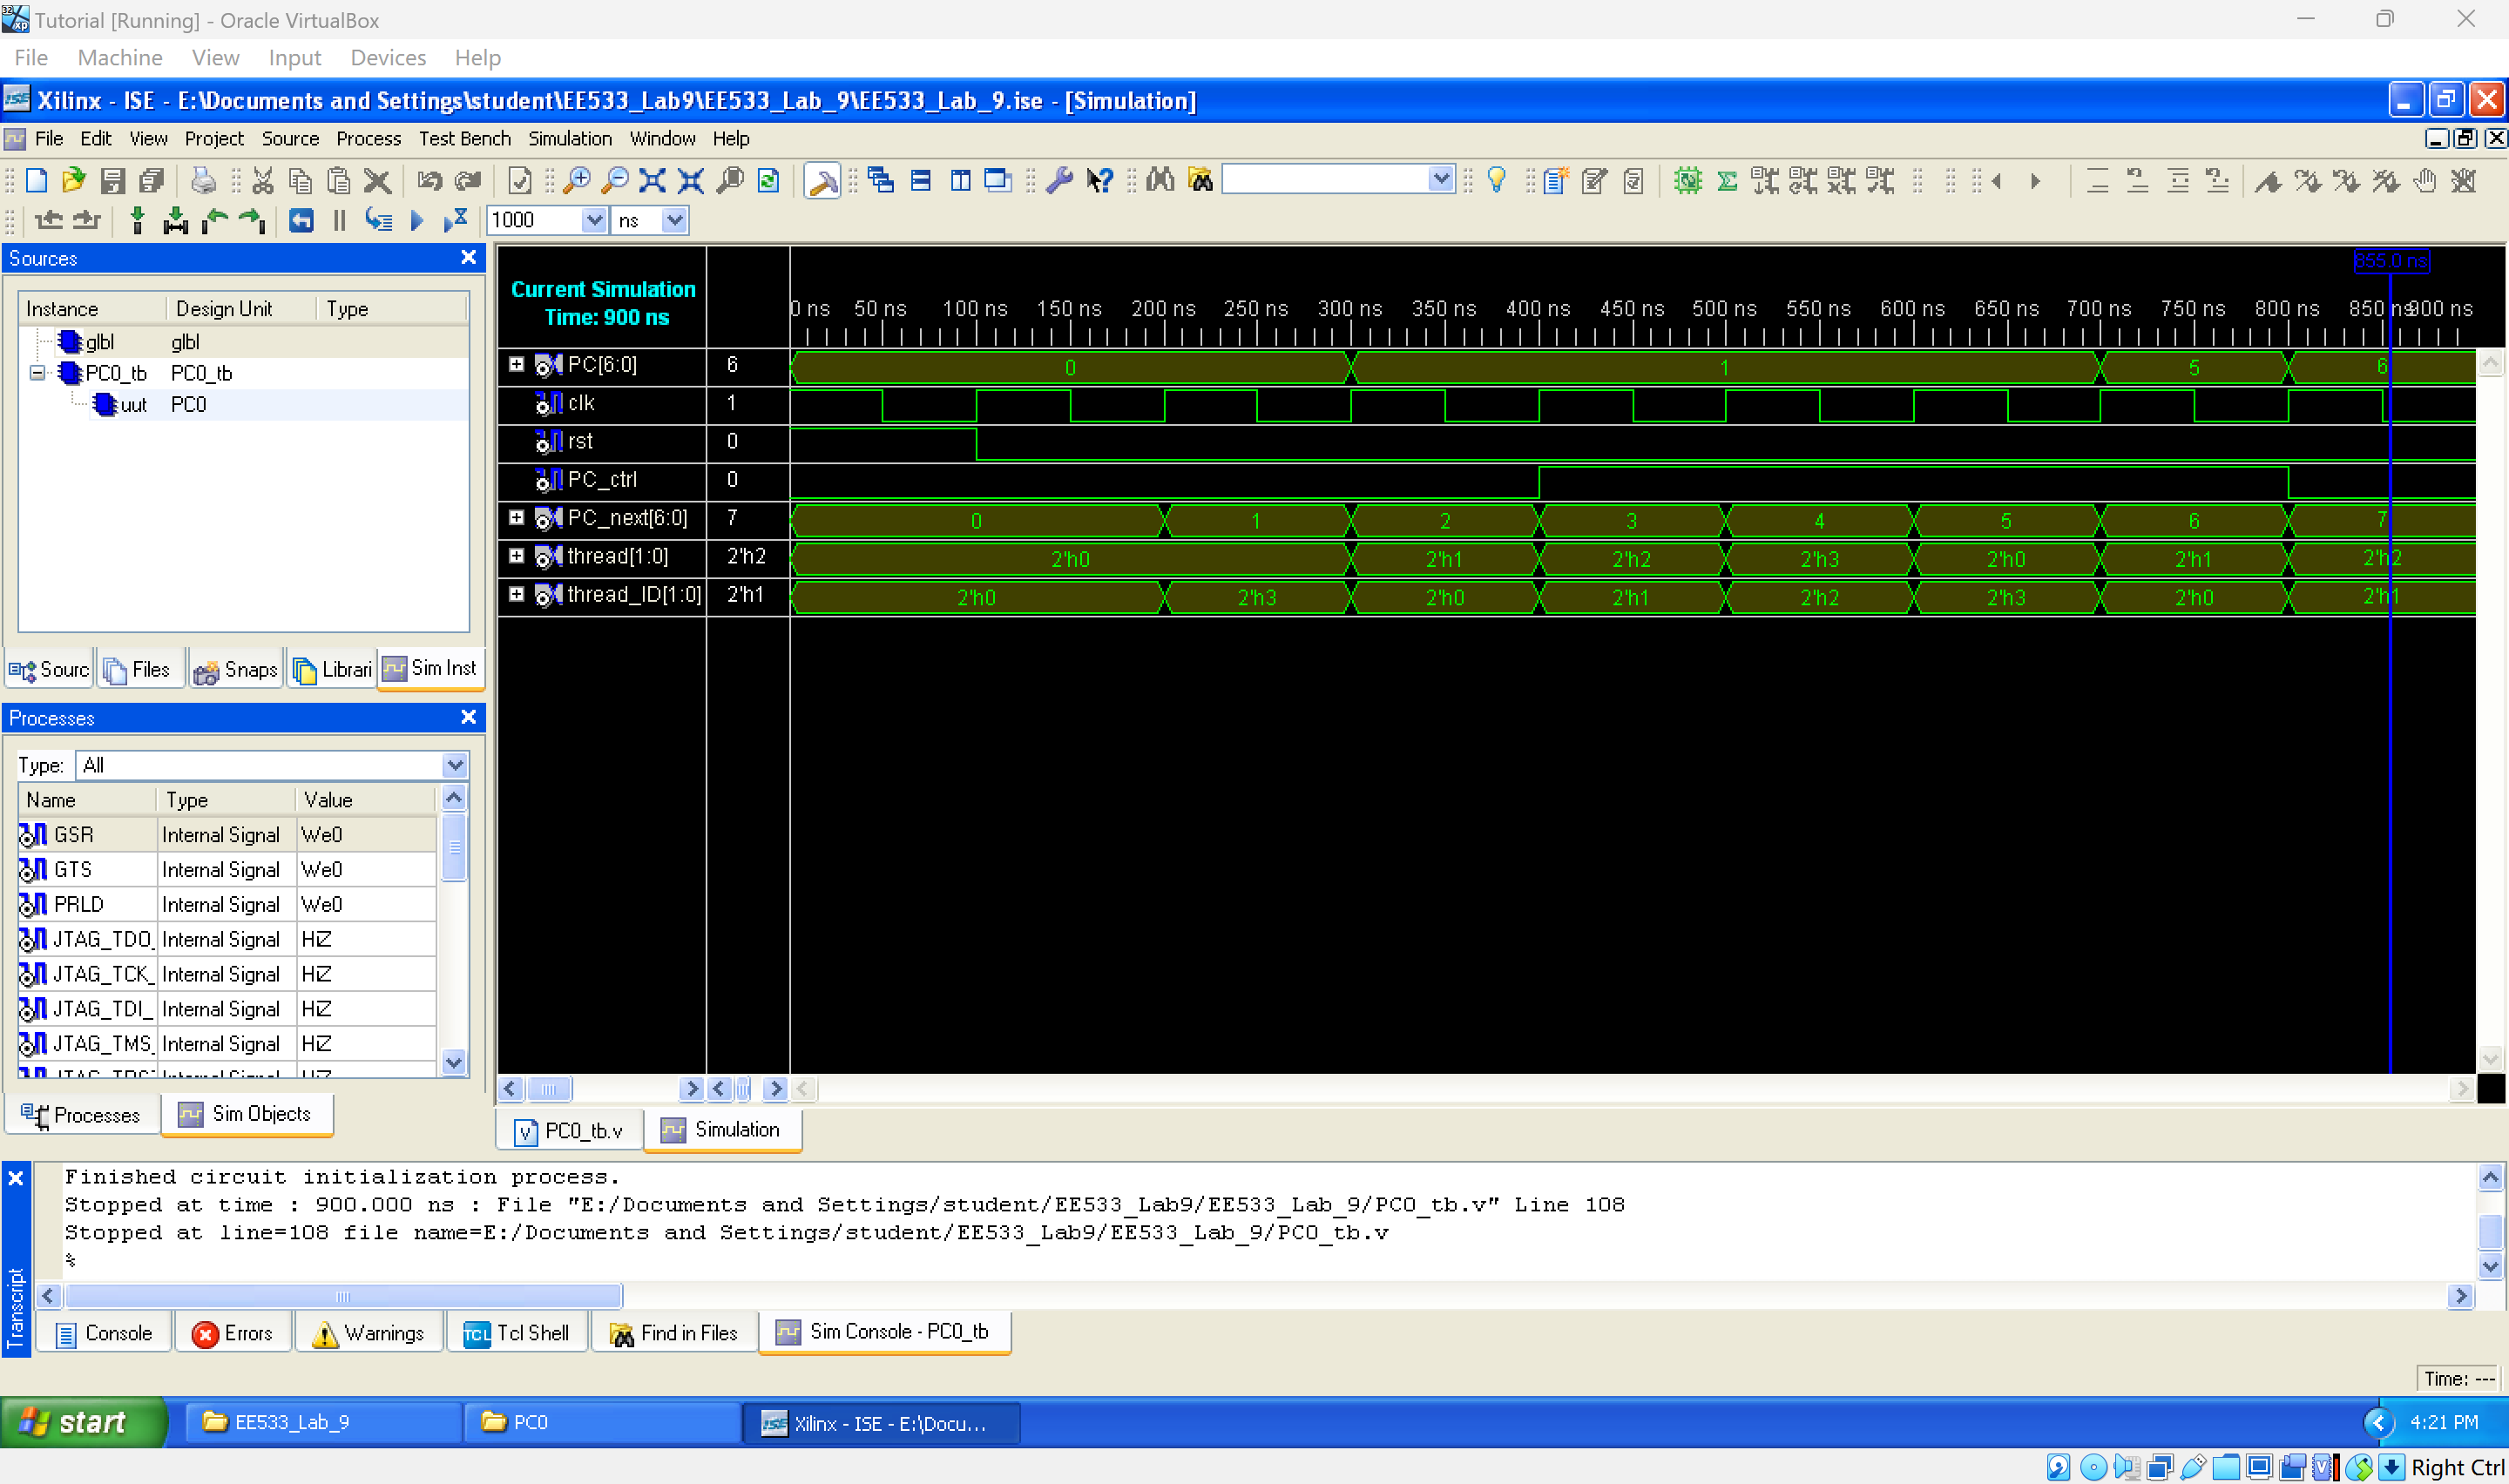 Tutorial [Running] - Oracle VirtualBox
File Machine View Input Devices Help
Xilinx - ISE - E:\Documents and Settings\student\EE533_Lab9\EE533_Lab_9\EE533_Lab_9.ise - [Simulation]
File Edit View Project Source Process Test Bench Simulation Window Help
1000 ns
Sources
Instance Design Unit Type
glbl glbl
PC0_tb PC0_tb
uut PC0
Sourc Files Snaps Librari Sim Inst
Processes
Type: All
Name Type Value
GSR Internal Signal We0
GTS Internal Signal We0
PRLD Internal Signal We0
JTAG_TDO_ Internal Signal HiZ
JTAG_TCK_ Internal Signal HiZ
JTAG_TDI_ Internal Signal HiZ
JTAG_TMS_ Internal Signal HiZ
Processes Sim Objects
855.0 ns
Current Simulation
Time: 900 ns
0 ns 50 ns 100 ns 150 ns 200 ns 250 ns 300 ns 350 ns 400 ns 450 ns 500 ns 550 ns 600 ns 650 ns 700 ns 750 ns 800 ns 850 ns 900 ns
PC[6:0] 6 0 1 5 6
clk 1
rst 0
PC_ctrl 0
PC_next[6:0] 7 0 1 2 3 4 5 6 7
thread[1:0] 2'h2 2'h0 2'h1 2'h2 2'h3 2'h0 2'h1 2'h2
thread_ID[1:0] 2'h1 2'h0 2'h3 2'h0 2'h1 2'h2 2'h3 2'h0 2'h1
PC0_tb.v Simulation
Transcript
Finished circuit initialization process.
Stopped at time : 900.000 ns : File "E:/Documents and Settings/student/EE533_Lab9/EE533_Lab_9/PC0_tb.v" Line 108
Stopped at line=108 file name=E:/Documents and Settings/student/EE533_Lab9/EE533_Lab_9/PC0_tb.v
%
Console Errors Warnings TCL Tcl Shell Find in Files Sim Console - PC0_tb
Time: ---
start EE533_Lab_9 PC0 ISE Xilinx - ISE - E:\Docu... 4:21 PM
Right Ctrl